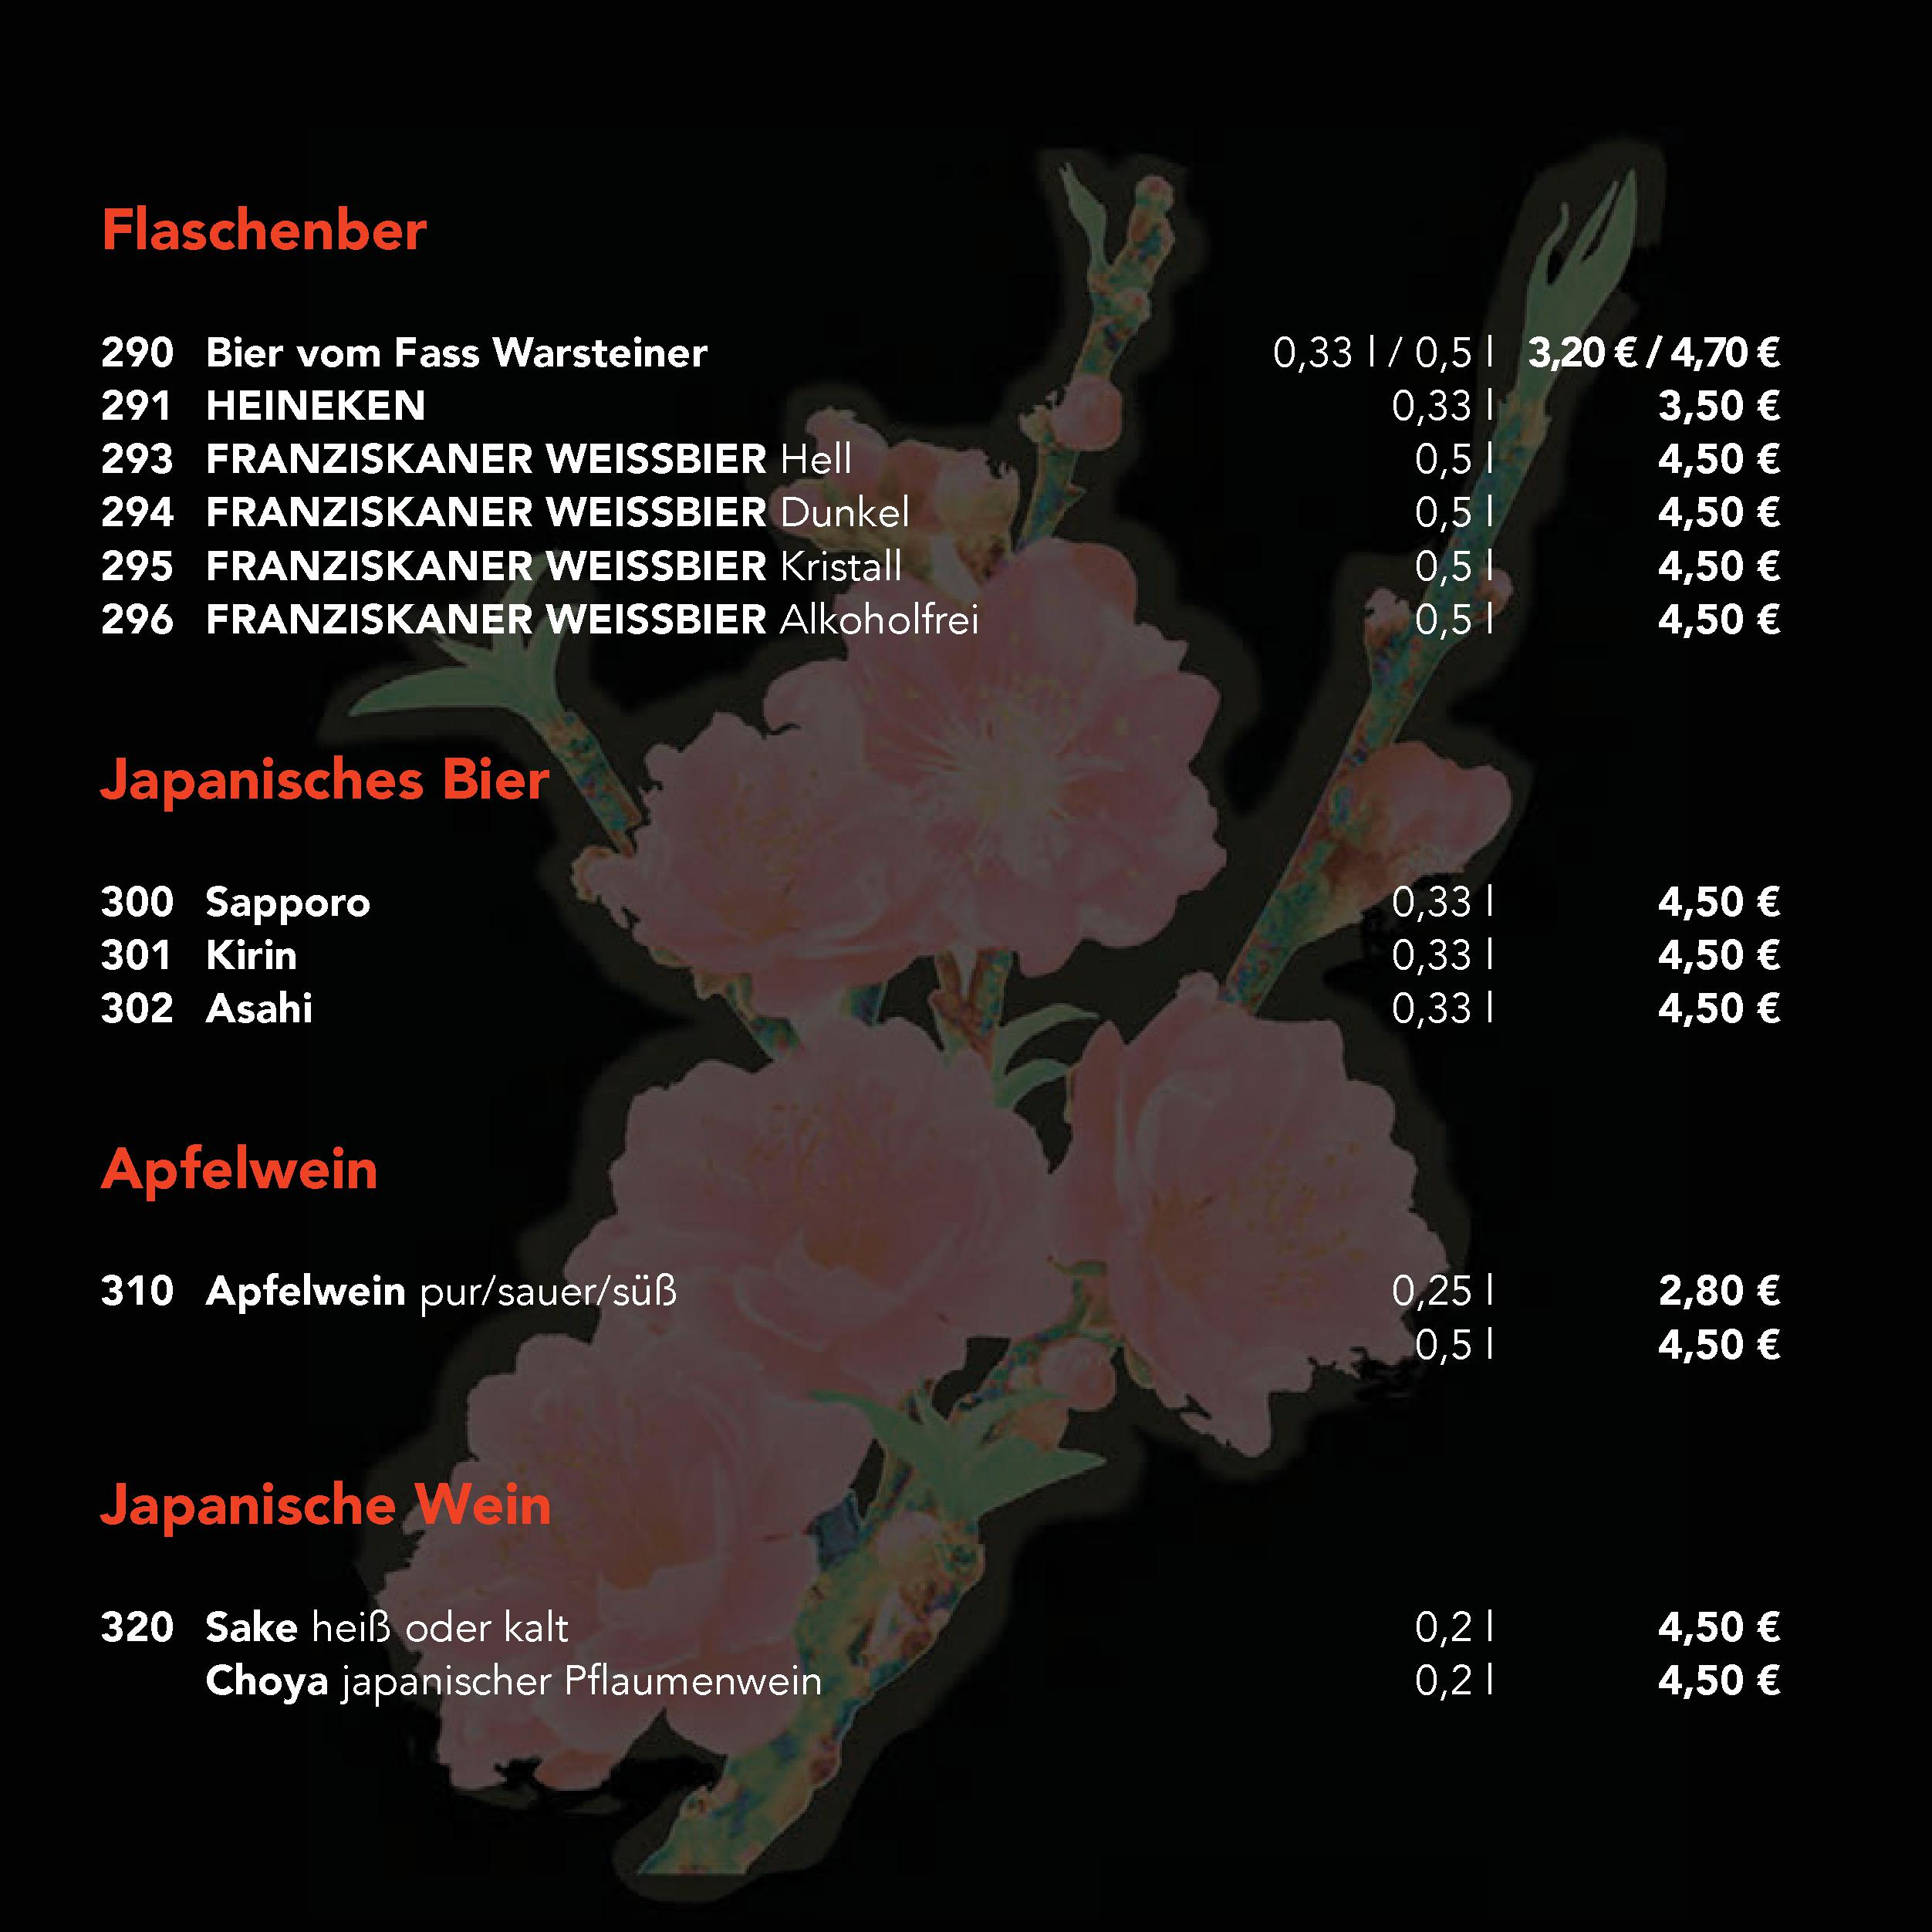 Flaschenber
290 Bier vom Fass Warsteiner 0,33 l / 0,5 l 3,20 € / 4,70 €
291 HEINEKEN 0,33 l 3,50 €
293 FRANZISKANER WEISSBIER Hell 0,5 l 4,50 €
294 FRANZISKANER WEISSBIER Dunkel 0,5 l 4,50 €
295 FRANZISKANER WEISSBIER Kristall 0,5 l 4,50 €
296 FRANZISKANER WEISSBIER Alkoholfrei 0,5 l 4,50 €
Japanisches Bier
300 Sapporo 0,33 l 4,50 €
301 Kirin 0,33 l 4,50 €
302 Asahi 0,33 l 4,50 €
Apfelwein
310 Apfelwein pur/sauer/süß 0,25 l 2,80 €
0,5 l 4,50 €
Japanische Wein
320 Sake heiß oder kalt 0,2 l 4,50 €
Choya japanischer Pflaumenwein 0,2 l 4,50 €